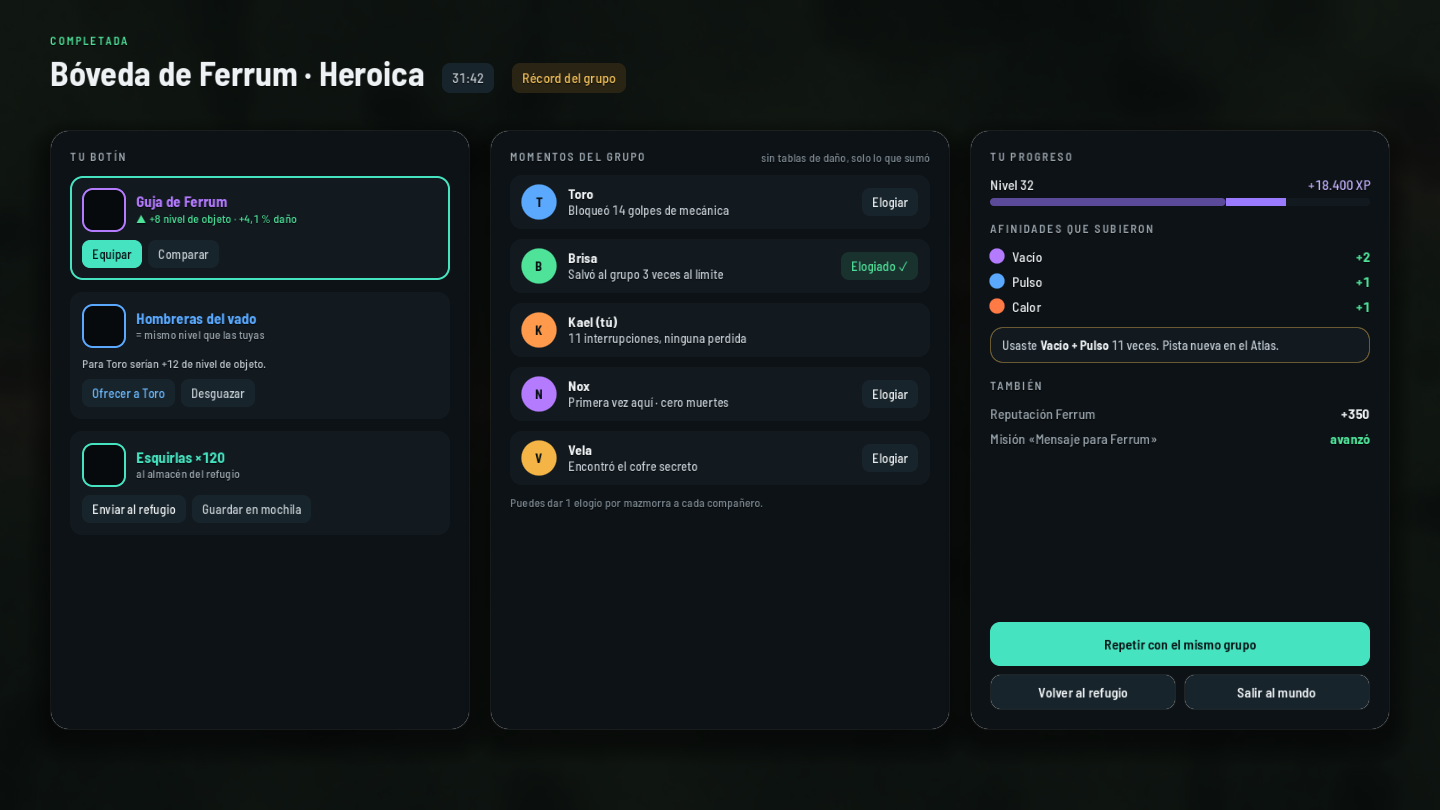 COMPLETADA
Bóveda de Ferrum · Heroica
31:42
Récord del grupo
TU BOTÍN
Guja de Ferrum
▲ +8 nivel de objeto · +4,1 % daño
Equipar
Comparar
Hombreras del vado
= mismo nivel que las tuyas
Para Toro serían +12 de nivel de objeto.
Ofrecer a Toro
Desguazar
Esquirlas ×120
al almacén del refugio
Enviar al refugio
Guardar en mochila
MOMENTOS DEL GRUPO
sin tablas de daño, solo lo que sumó
T
Toro
Bloqueó 14 golpes de mecánica
Elogiar
B
Brisa
Salvó al grupo 3 veces al límite
Elogiado ✓
K
Kael (tú)
11 interrupciones, ninguna perdida
N
Nox
Primera vez aquí · cero muertes
Elogiar
V
Vela
Encontró el cofre secreto
Elogiar
Puedes dar 1 elogio por mazmorra a cada compañero.
TU PROGRESO
Nivel 32
+18.400 XP
AFINIDADES QUE SUBIERON
Vacío
+2
Pulso
+1
Calor
+1
Usaste Vacío + Pulso 11 veces. Pista nueva en el Atlas.
TAMBIÉN
Reputación Ferrum
+350
Misión «Mensaje para Ferrum»
avanzó
Repetir con el mismo grupo
Volver al refugio
Salir al mundo